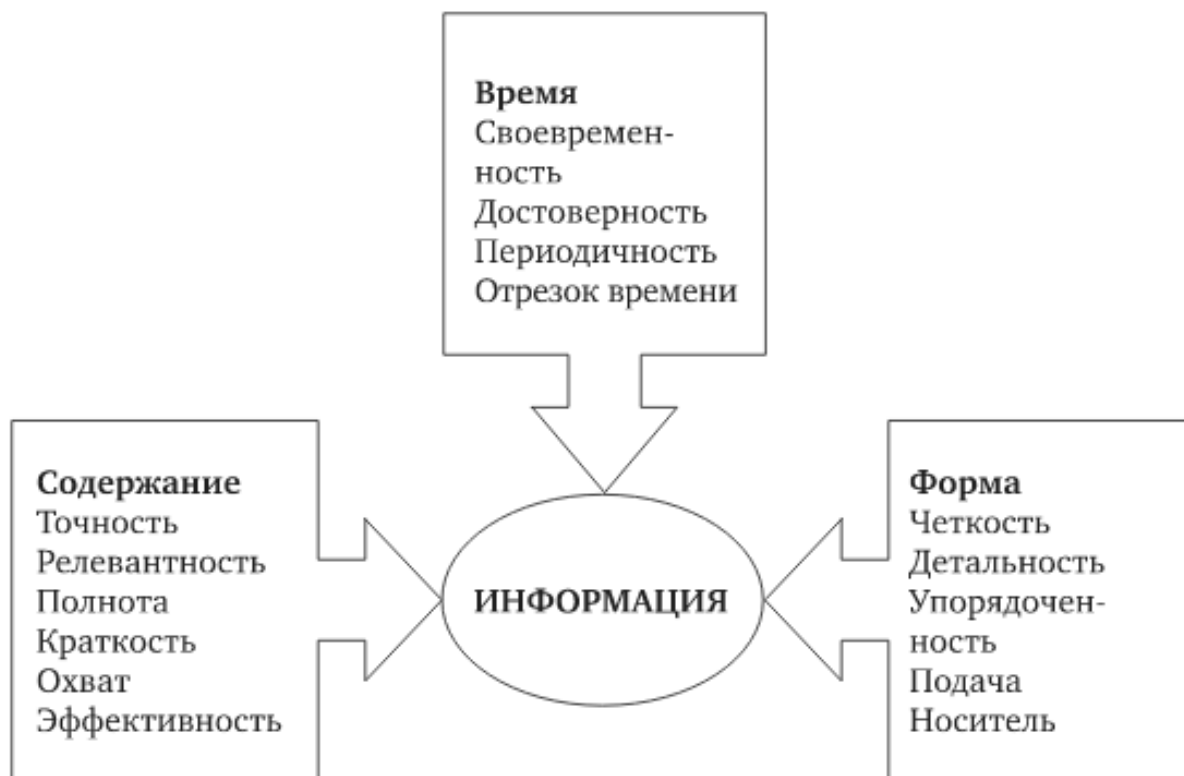 Время
Своевремен-
ность
Достоверность
Периодичность
Отрезок времени
Содержание
Точность
Релевантность
Полнота
Краткость
Охват
Эффективность
ИНФОРМАЦИЯ
Форма
Четкость
Детальность
Упорядочен-
ность
Подача
Носитель